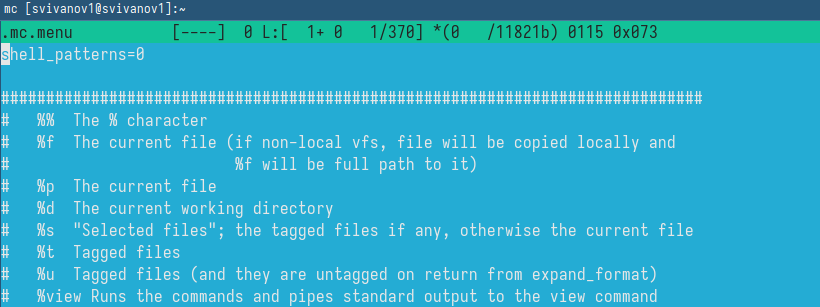 mc [svivanov1@svivanov1]:~
.mc.menu [----] 0 L:[ 1+ 0 1/370] *(0 /11821b) 0115 0x073
shell_patterns=0
##############################################################################
# %% The % character
# %f The current file (if non-local vfs, file will be copied locally and
# %f will be full path to it)
# %p The current file
# %d The current working directory
# %s "Selected files"; the tagged files if any, otherwise the current file
# %t Tagged files
# %u Tagged files (and they are untagged on return from expand_format)
# %view Runs the commands and pipes standard output to the view command